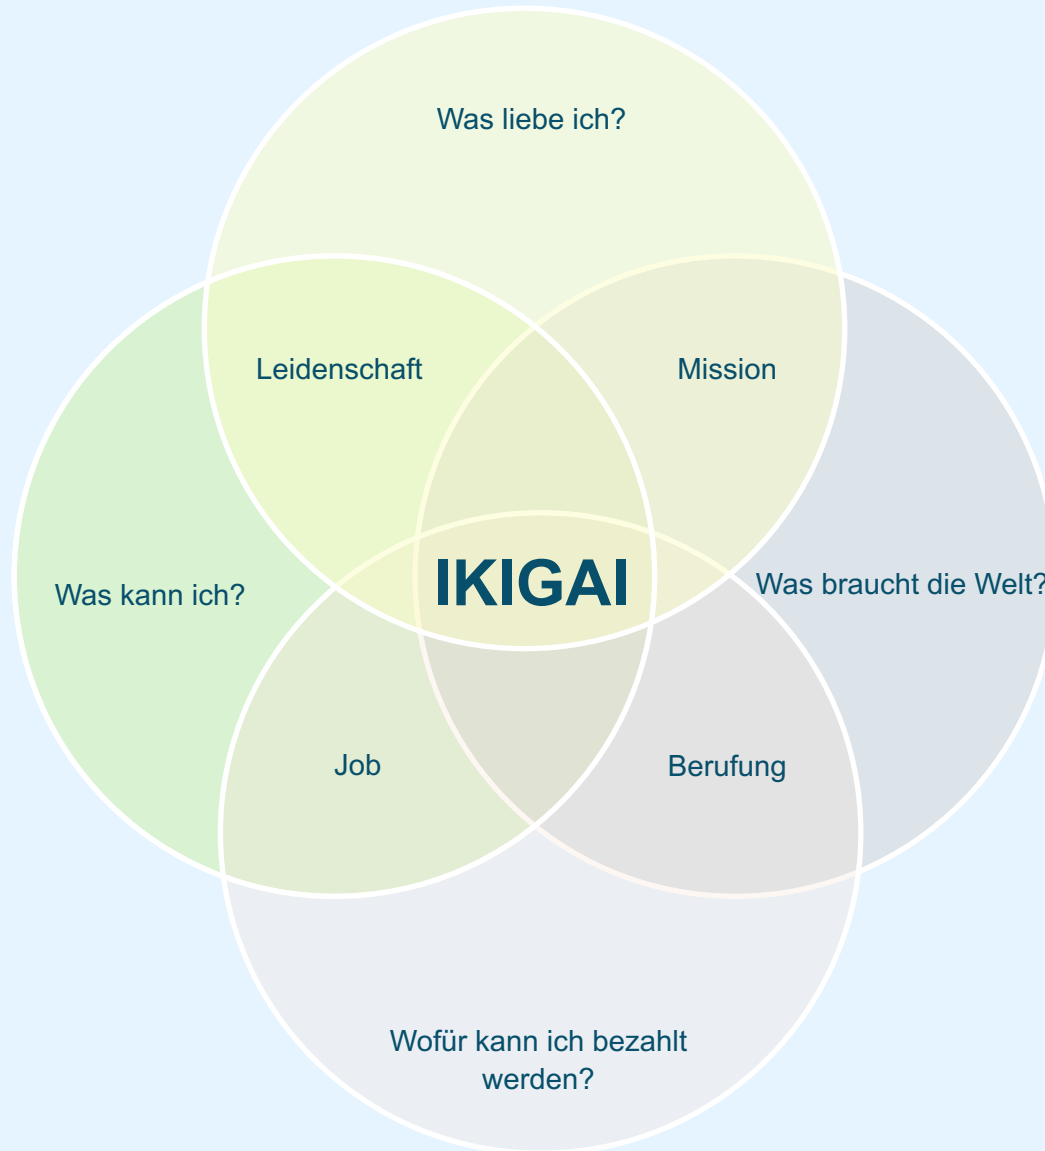 Was liebe ich?
Leidenschaft
Mission
IKIGAI
Was kann ich?
Was braucht die Welt?
Job
Berufung
Wofür kann ich bezahlt
werden?